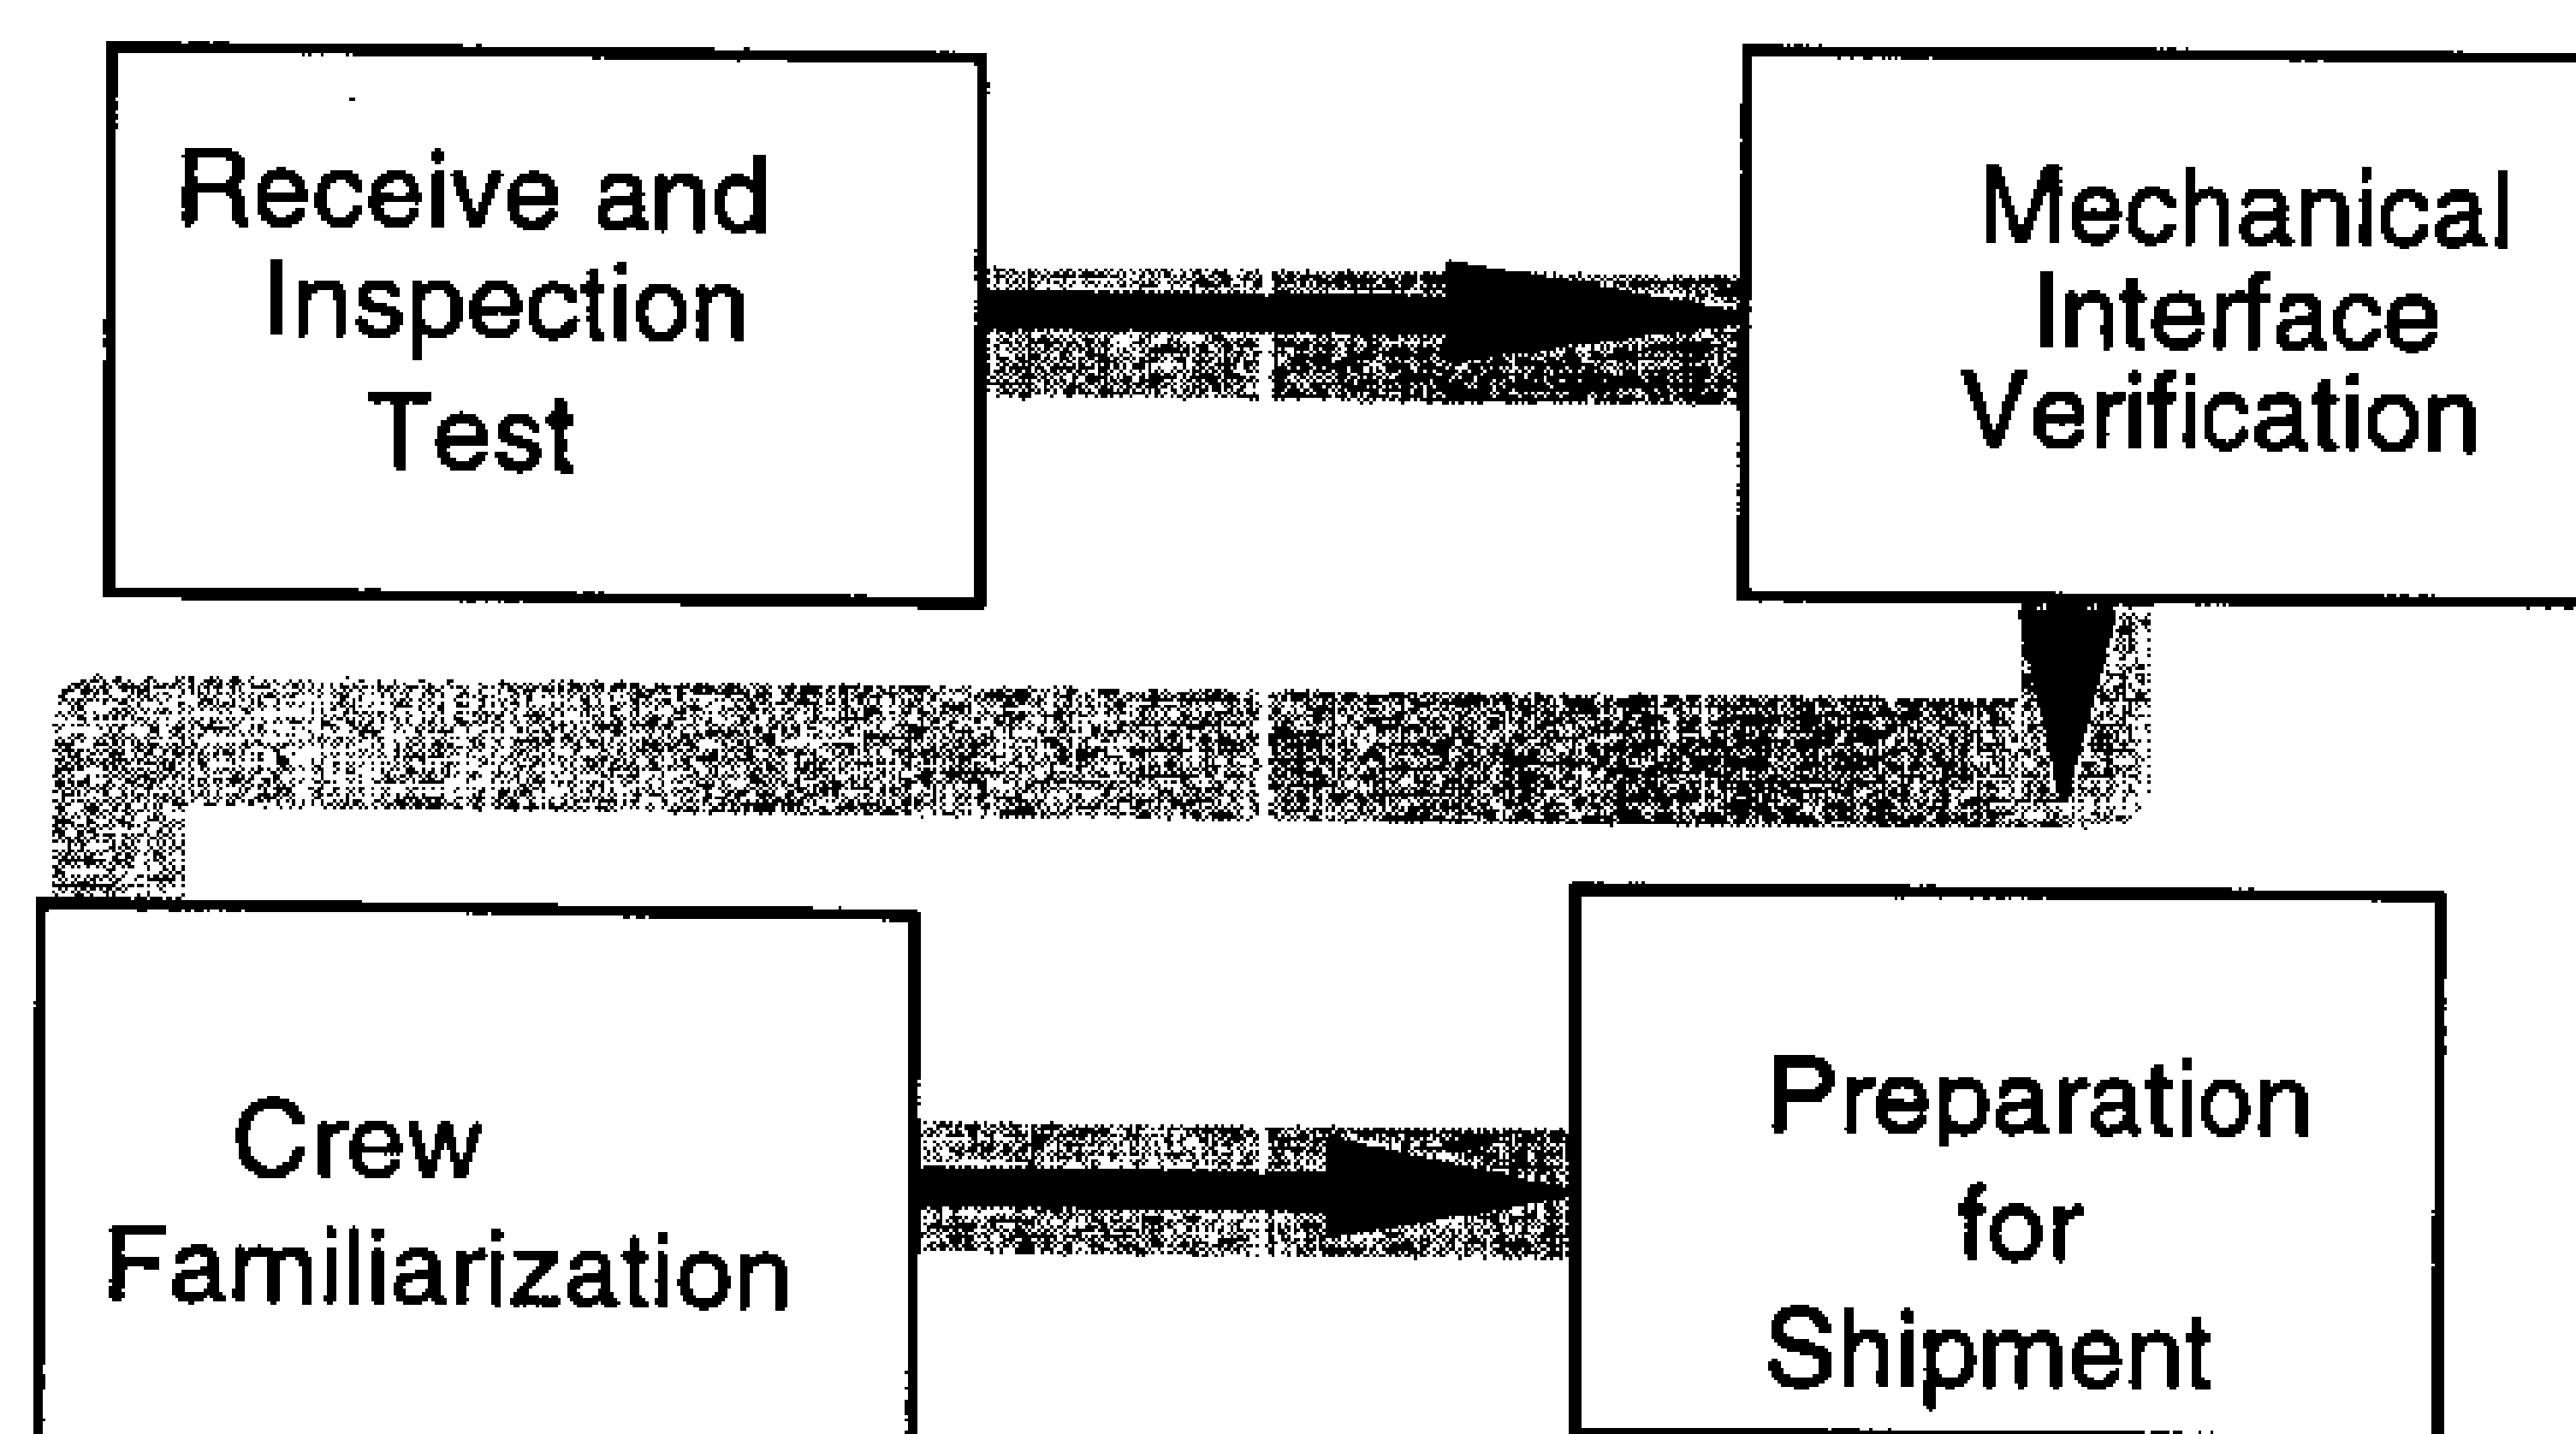 Receive and
Inspection
Test
Mechanical
Interface
Verification
Crew
Familiarization
Preparation
for
Shipment